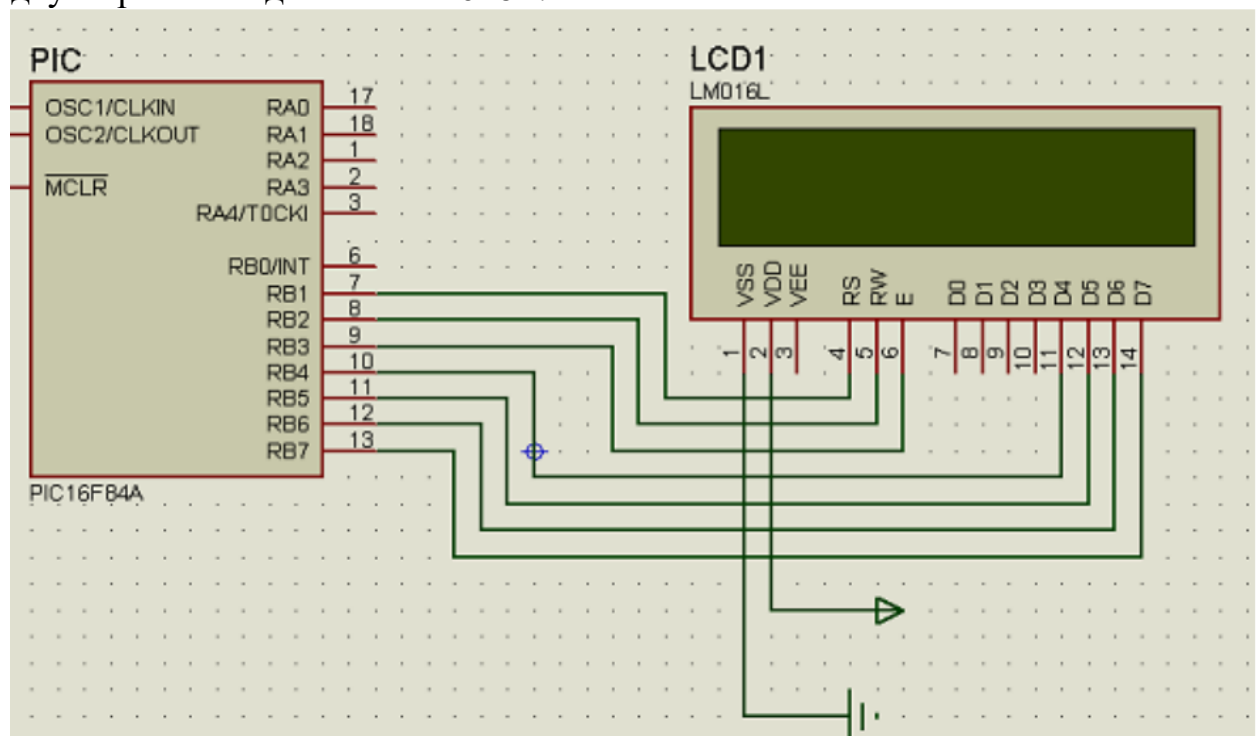 PIC
OSC1/CLKIN
OSC2/CLKOUT
MCLR
RA0 17
RA1 18
RA2 1
RA3 2
RA4/T0CKI 3
RB0/INT 6
RB1 7
RB2 8
RB3 9
RB4 10
RB5 11
RB6 12
RB7 13
PIC16F84A
LCD1
LM016L
VSS VDD VEE RS RW E D0 D1 D2 D3 D4 D5 D6 D7
1 2 3 4 5 6 7 8 9 10 11 12 13 14